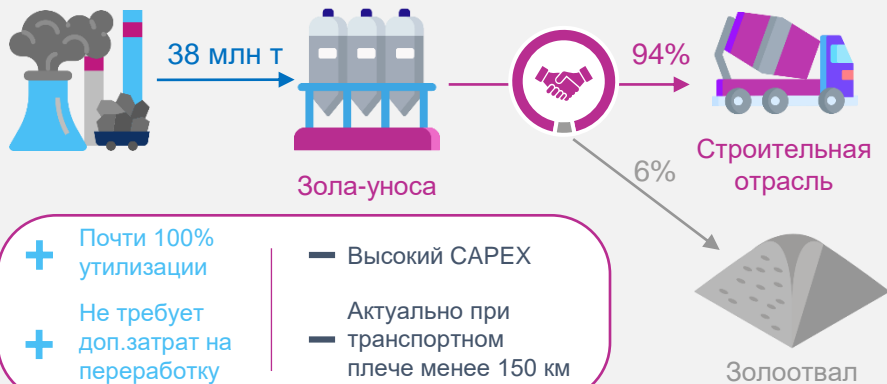 38 млн т
94%
Зола-уноса
Строительная
отрасль
6%
Почти 100%
утилизации
Не требует
доп.затрат на
переработку
Высокий CAPEX
Актуально при
транспортном
плече менее 150 км
Золоотвал